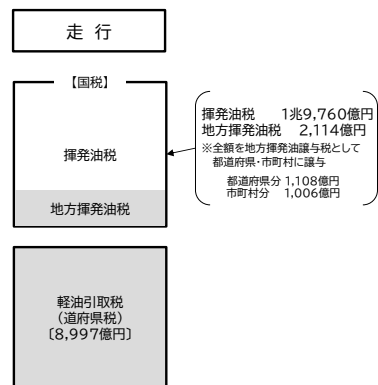 走 行
【国税】
揮発油税
地方揮発油税
揮発油税 1兆9,760億円
地方揮発油税 2,114億円
※全額を地方揮発油譲与税として
都道府県・市町村に譲与
都道府県分 1,108億円
市町村分 1,006億円
軽油引取税
(道府県税)
〔8,997億円〕